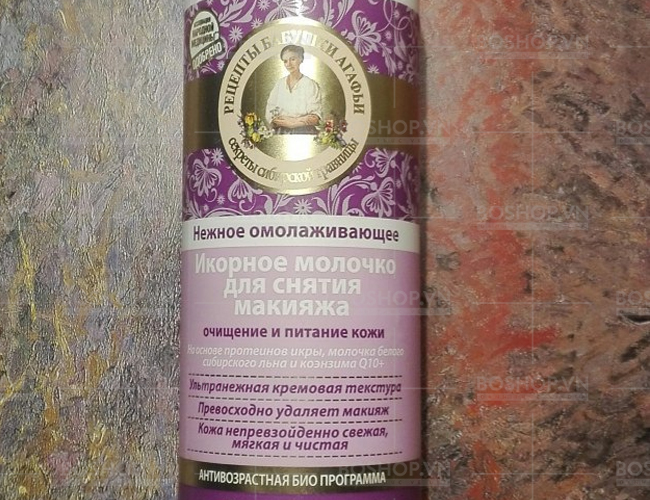 ОДОБРЕНО
РЕЦЕПТЫ БАБУШКИ АГАФЬИ
секреты сибирской травницы
Нежное омолаживающее
Икорное молочко
для снятия
макияжа
очищение и питание кожи
На основе протеинов икры, молочка белого
сибирского льна и коэнзима Q10+
Ультранежная кремовая текстура
Превосходно удаляет макияж
Кожа непревзойденно свежая,
мягкая и чистая
АНТИВОЗРАСТНАЯ БИО ПРОГРАММА
BOSHOP.VN